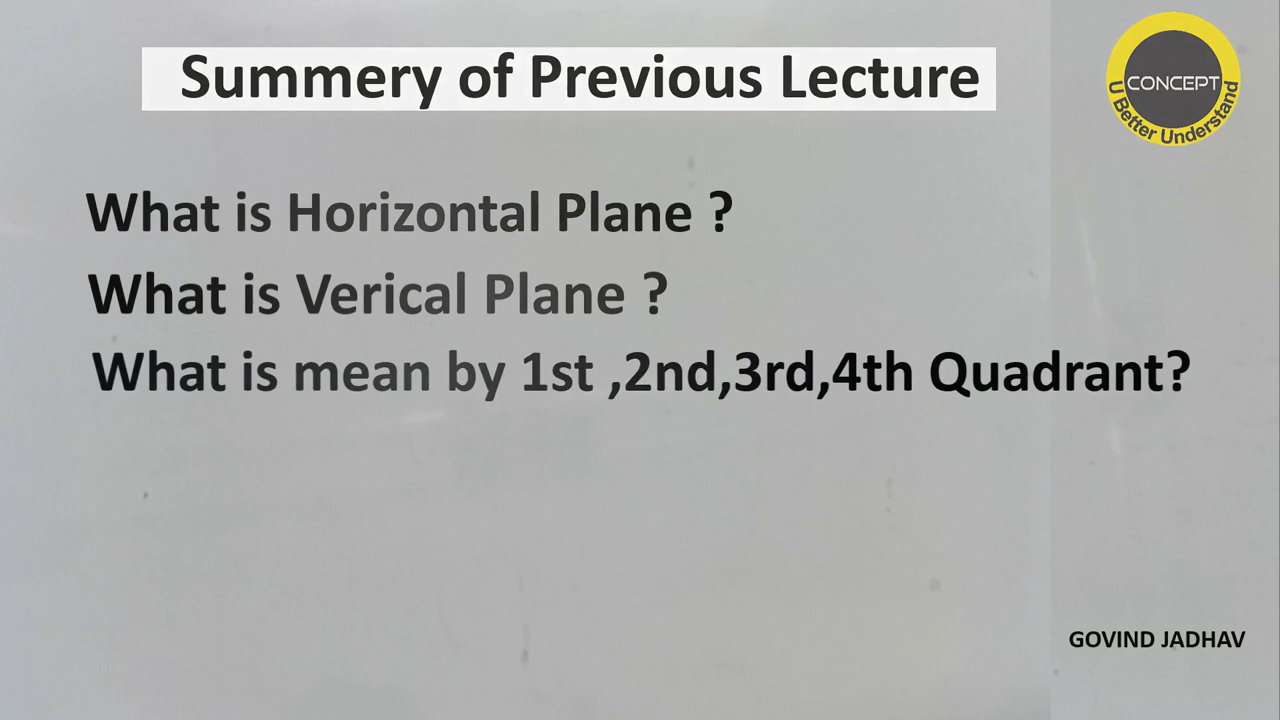 Summery of Previous Lecture
CONCEPT
U Better Understand
What is Horizontal Plane ?
What is Verical Plane ?
What is mean by 1st ,2nd,3rd,4th Quadrant?
GOVIND JADHAV